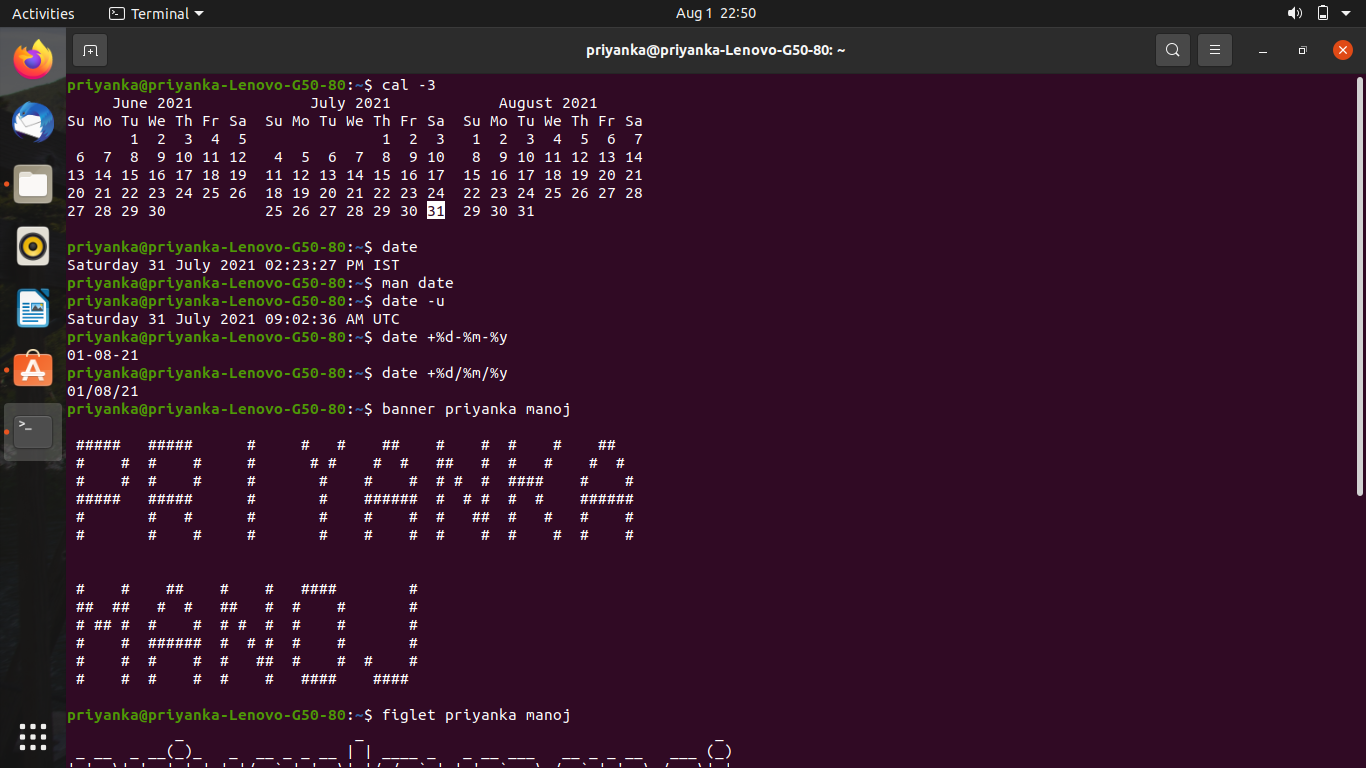 Activities Terminal Aug 1 22:50
priyanka@priyanka-Lenovo-G50-80: ~
priyanka@priyanka-Lenovo-G50-80:~$ cal -3
     June 2021             July 2021            August 2021
Su Mo Tu We Th Fr Sa  Su Mo Tu We Th Fr Sa  Su Mo Tu We Th Fr Sa
       1  2  3  4  5               1  2  3   1  2  3  4  5  6  7
 6  7  8  9 10 11 12   4  5  6  7  8  9 10   8  9 10 11 12 13 14
13 14 15 16 17 18 19  11 12 13 14 15 16 17  15 16 17 18 19 20 21
20 21 22 23 24 25 26  18 19 20 21 22 23 24  22 23 24 25 26 27 28
27 28 29 30           25 26 27 28 29 30 31  29 30 31
priyanka@priyanka-Lenovo-G50-80:~$ date
Saturday 31 July 2021 02:23:27 PM IST
priyanka@priyanka-Lenovo-G50-80:~$ man date
priyanka@priyanka-Lenovo-G50-80:~$ date -u
Saturday 31 July 2021 09:02:36 AM UTC
priyanka@priyanka-Lenovo-G50-80:~$ date +%d-%m-%y
01-08-21
priyanka@priyanka-Lenovo-G50-80:~$ date +%d/%m/%y
01/08/21
priyanka@priyanka-Lenovo-G50-80:~$ banner priyanka manoj
PRIYANKA
MANOJ
priyanka@priyanka-Lenovo-G50-80:~$ figlet priyanka manoj